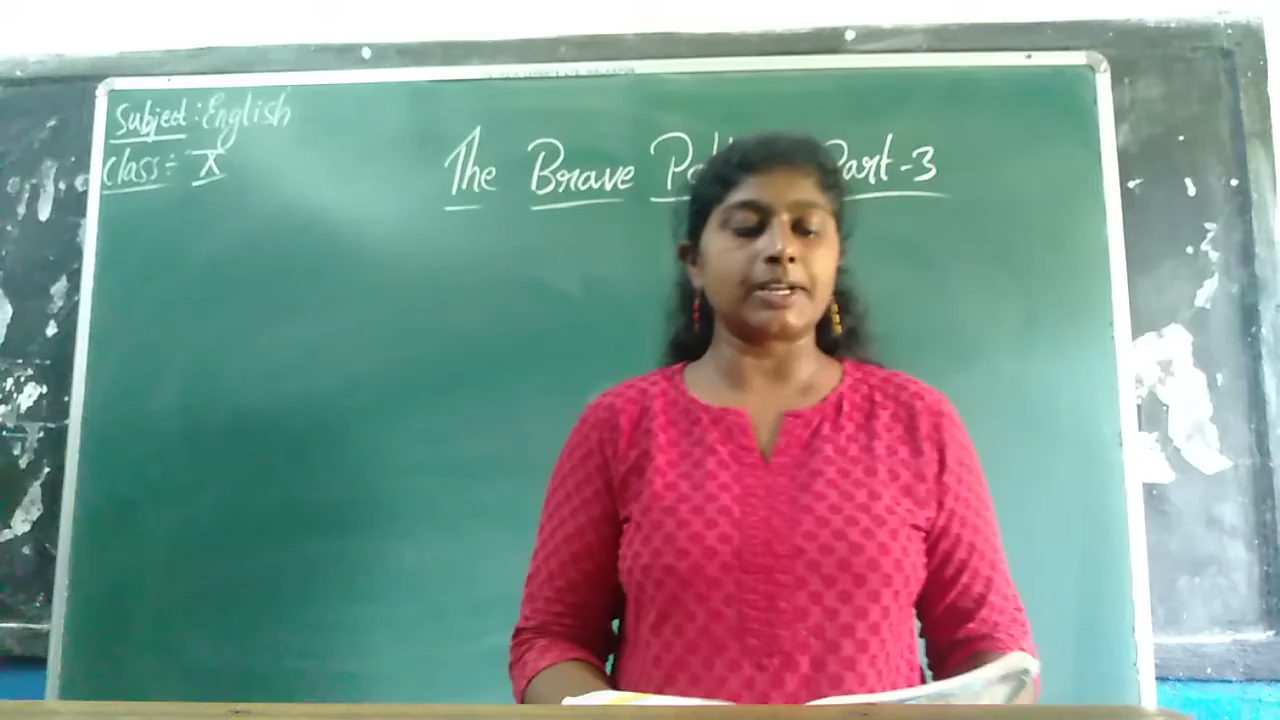 Subject : English
The Brave Part-3
Class :- X